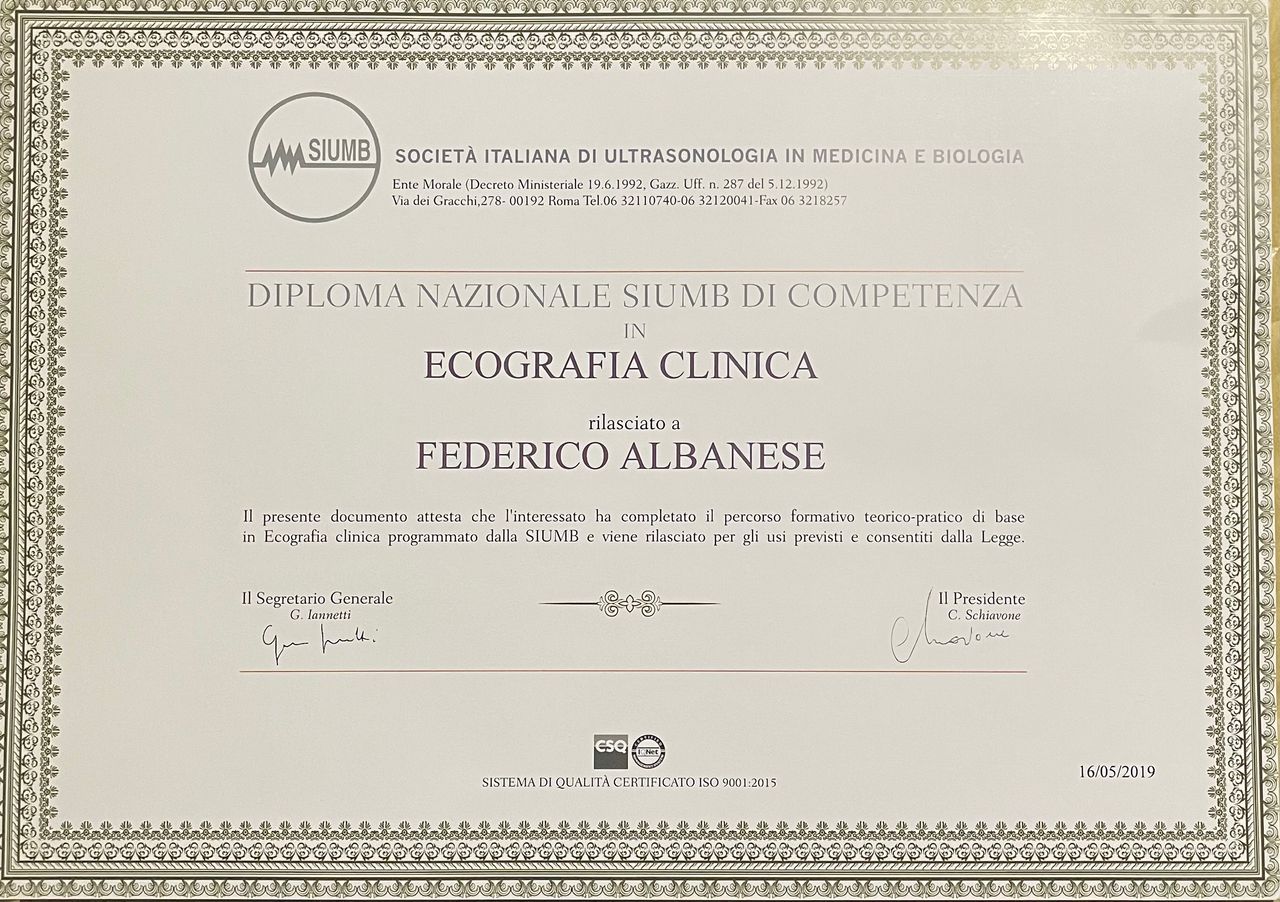 SIUMB
SOCIETÀ ITALIANA DI ULTRASONOLOGIA IN MEDICINA E BIOLOGIA
Ente Morale (Decreto Ministeriale 19.6.1992, Gazz. Uff. n. 287 del 5.12.1992)
Via dei Gracchi,278- 00192 Roma Tel.06 32110740-06 32120041-Fax 06 3218257
DIPLOMA NAZIONALE SIUMB DI COMPETENZA
IN
ECOGRAFIA CLINICA
rilasciato a
FEDERICO ALBANESE
Il presente documento attesta che l'interessato ha completato il percorso formativo teorico-pratico di base
in Ecografia clinica programmato dalla SIUMB e viene rilasciato per gli usi previsti e consentiti dalla Legge.
Il Segretario Generale
G. Iannetti
Il Presidente
C. Schiavone
CSQ
SISTEMA DI QUALITÀ CERTIFICATO ISO 9001:2015
16/05/2019